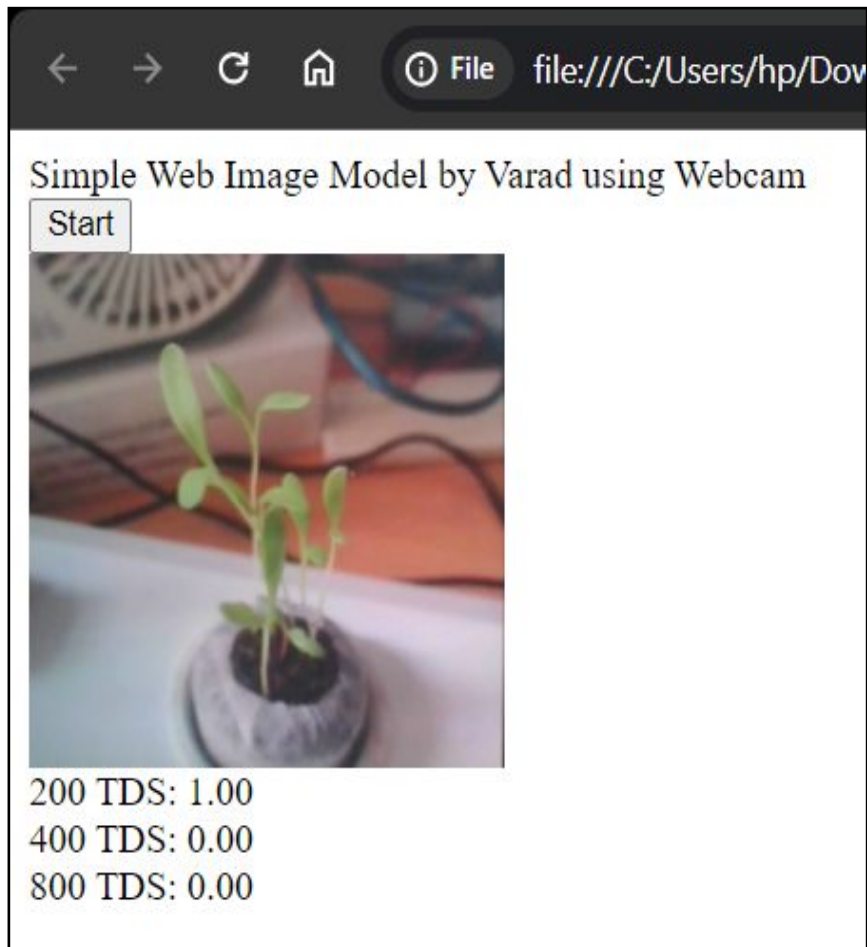 File file:///C:/Users/hp/Dow
Simple Web Image Model by Varad using Webcam
Start
200 TDS: 1.00
400 TDS: 0.00
800 TDS: 0.00